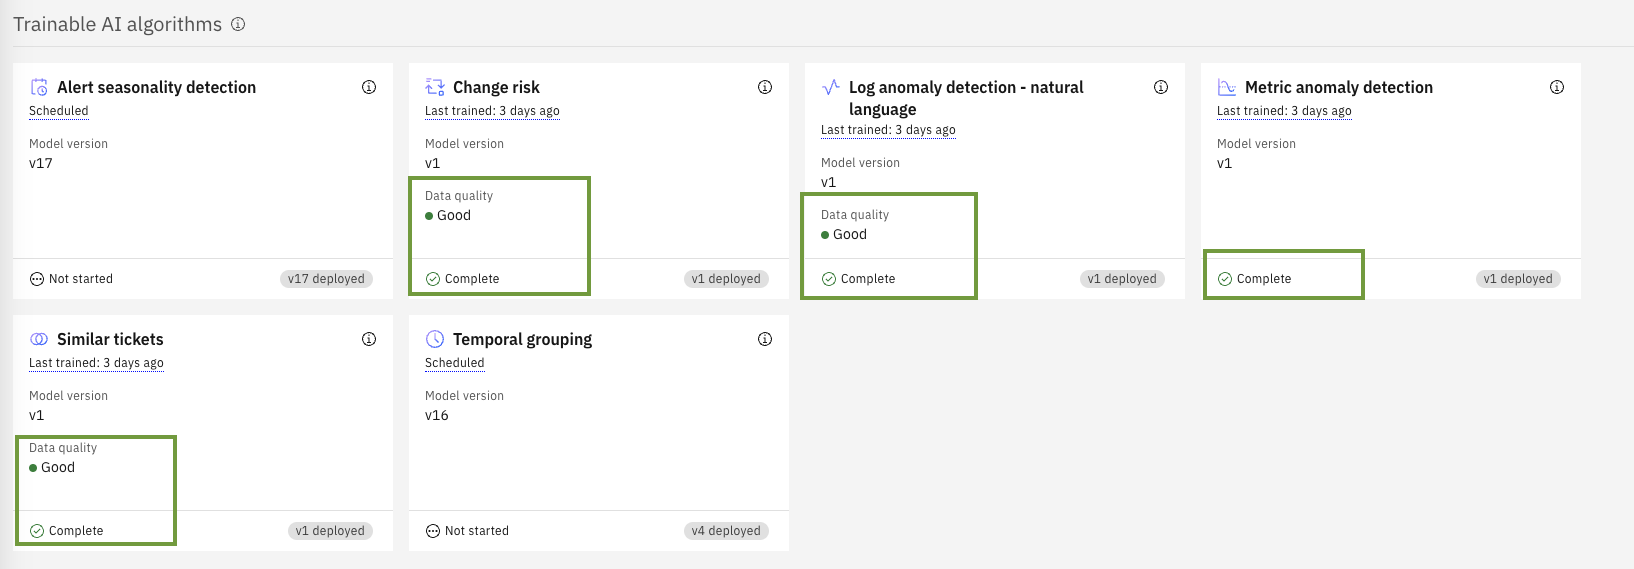 Trainable AI algorithms
Alert seasonality detection
Scheduled
Model version
v17
Not started
v17 deployed
Change risk
Last trained: 3 days ago
Model version
v1
Data quality
Good
Complete
v1 deployed
Log anomaly detection - natural
language
Last trained: 3 days ago
Model version
v1
Data quality
Good
Complete
v1 deployed
Metric anomaly detection
Last trained: 3 days ago
Model version
v1
Complete
v1 deployed
Similar tickets
Last trained: 3 days ago
Model version
v1
Data quality
Good
Complete
v1 deployed
Temporal grouping
Scheduled
Model version
v16
Not started
v4 deployed